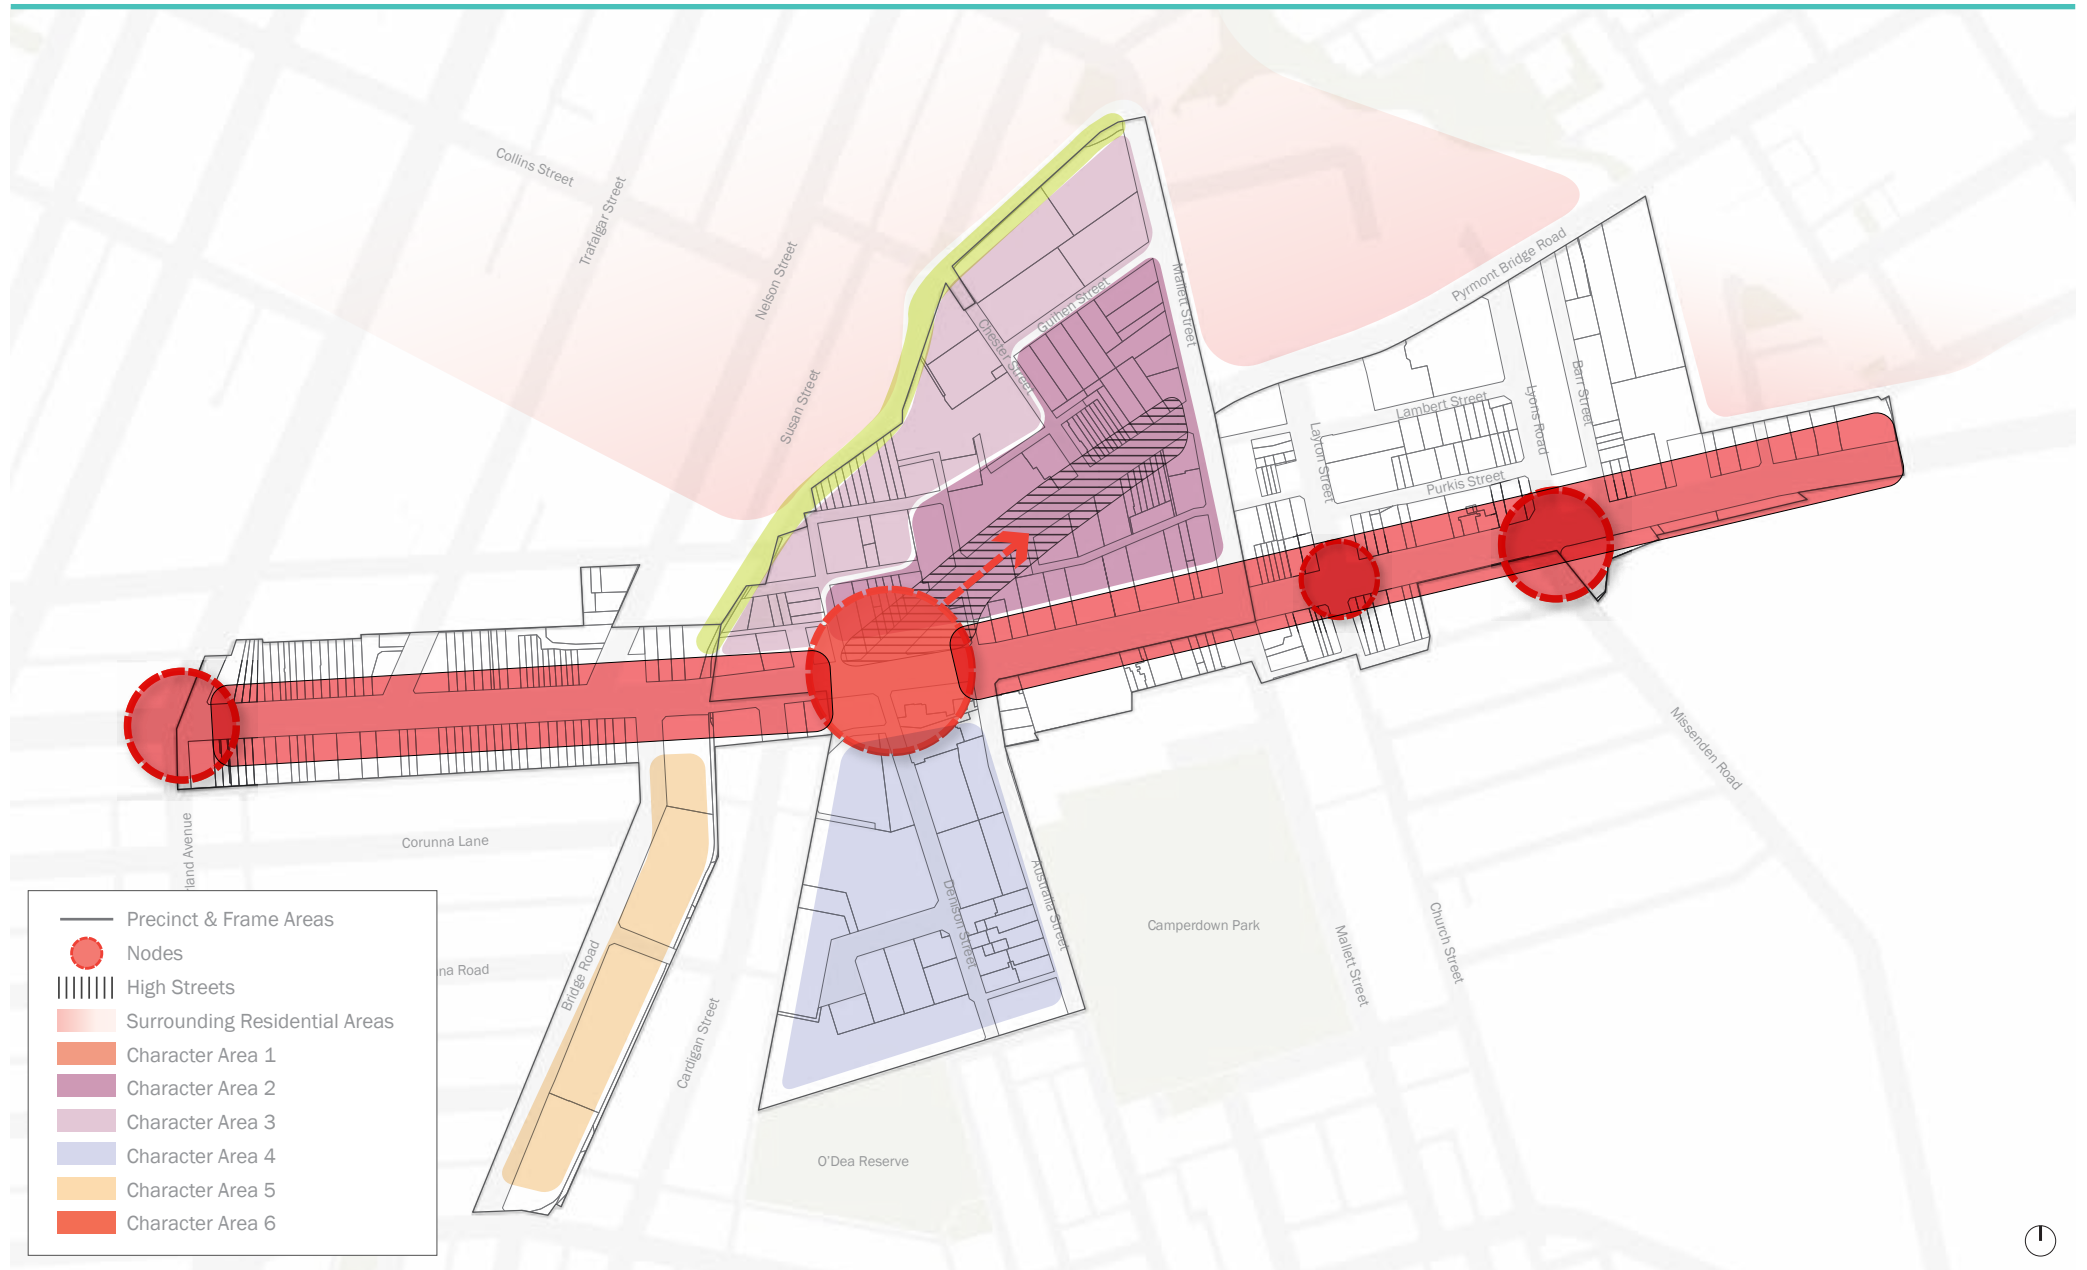 Collins Street
Trafalgar Street
Nelson Street
Susan Street
Chester Street
Guihen Street
Mallett Street
Pyrmont Bridge Road
Lambert Street
Layton Street
Lyons Road
Barr Street
Purkis Street
Missenden Road
Corunna Lane
Bridge Road
Cardigan Street
Denison Street
Australia Street
Camperdown Park
Mallett Street
Church Street
O'Dea Reserve
rland Avenue
na Road
Precinct & Frame Areas
Nodes
High Streets
Surrounding Residential Areas
Character Area 1
Character Area 2
Character Area 3
Character Area 4
Character Area 5
Character Area 6